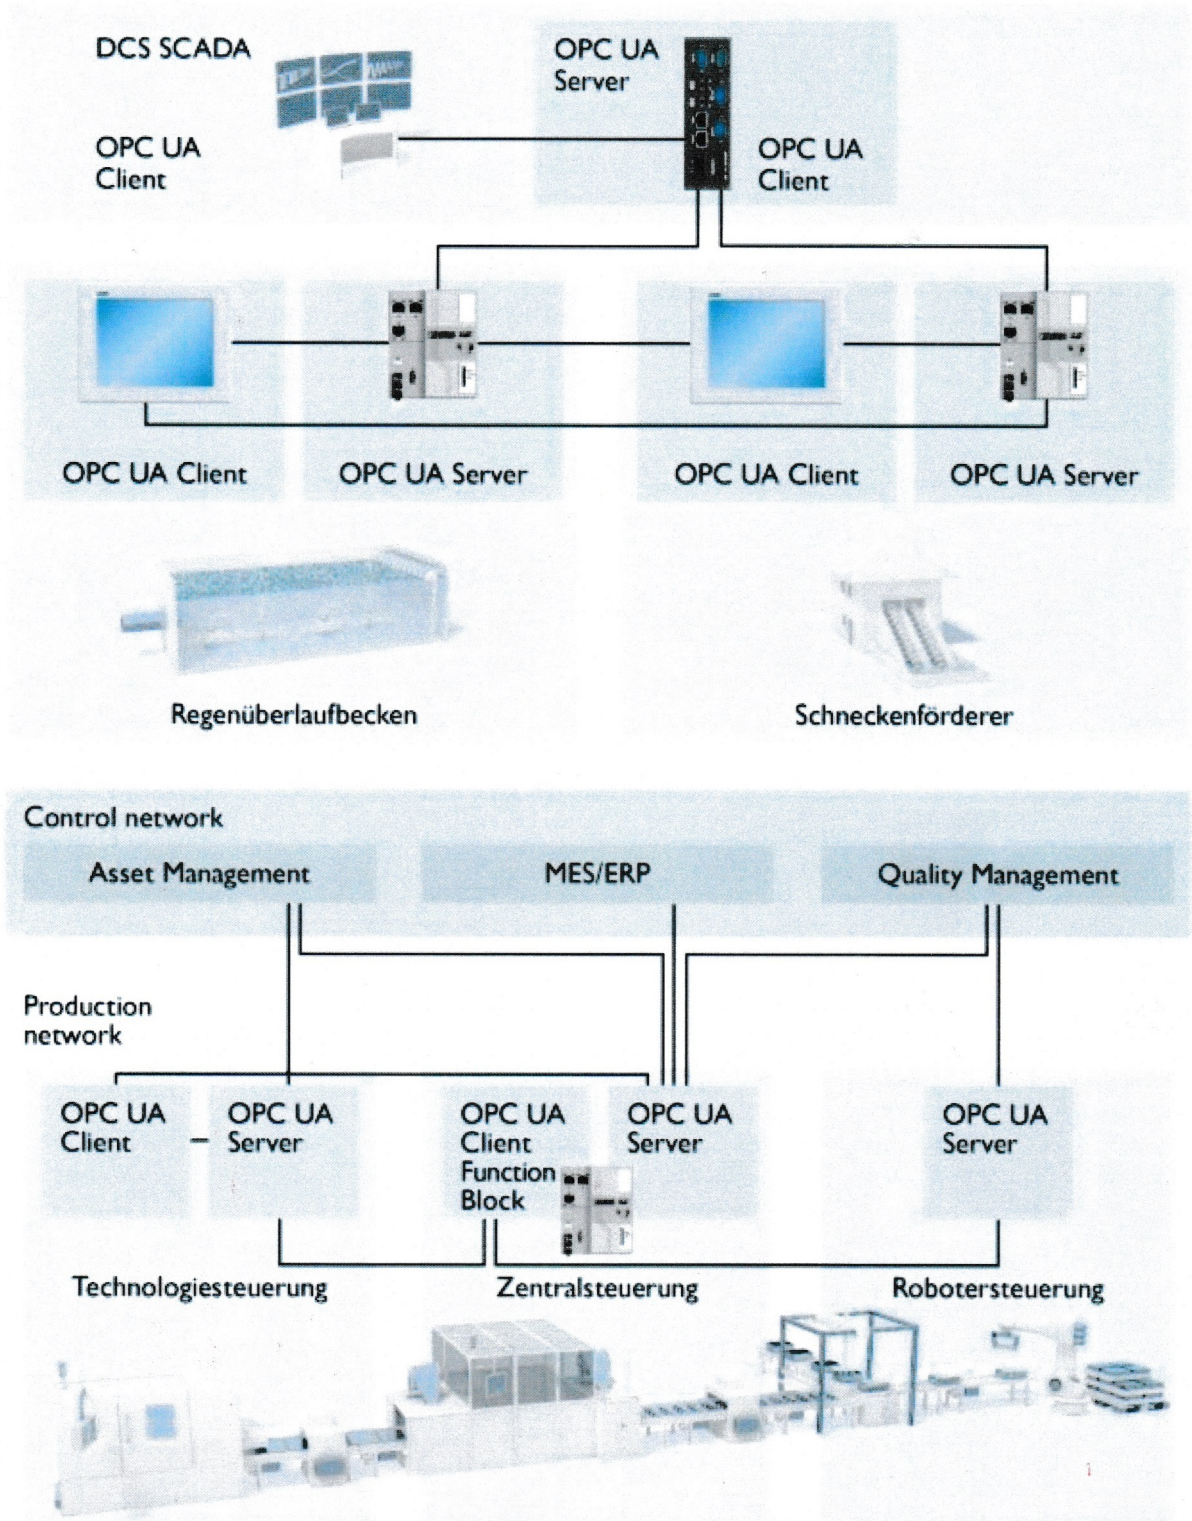 DCS SCADA
OPC UA
Client
OPC UA
Server
OPC UA
Client
OPC UA Client
OPC UA Server
OPC UA Client
OPC UA Server
Regenüberlaufbecken
Schneckenförderer
Control network
Asset Management
MES/ERP
Quality Management
Production
network
OPC UA
Client
OPC UA
Server
OPC UA
Client
Function
Block
OPC UA
Server
OPC UA
Server
Technologiesteuerung
Zentralsteuerung
Robotersteuerung